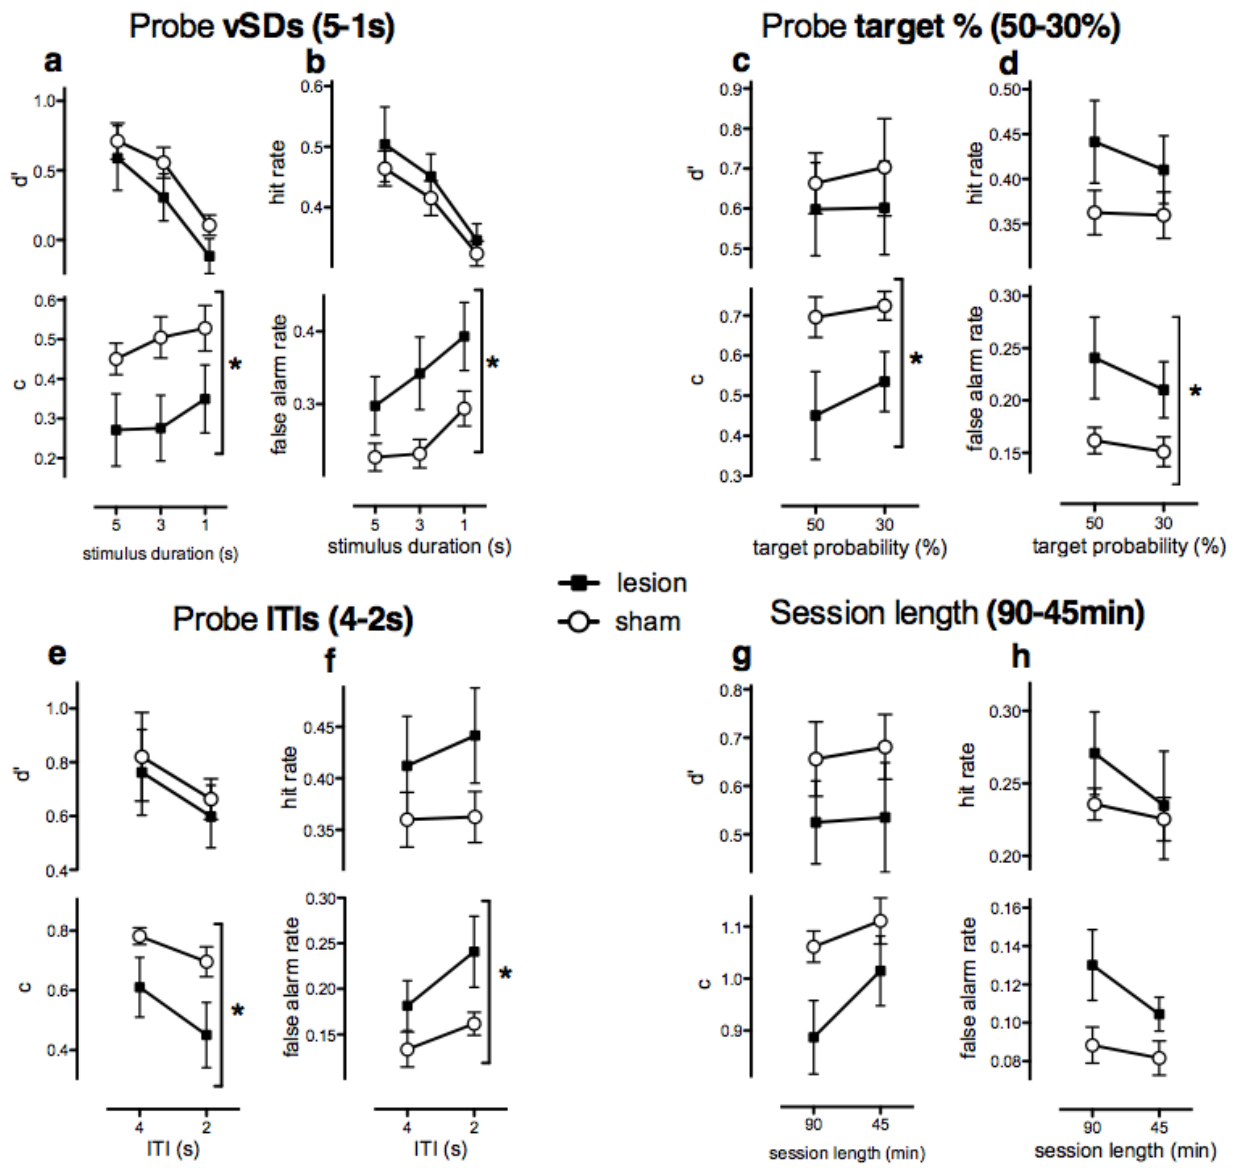 Probe vSDs (5-1s)
Probe target % (50-30%)
a
b
c
d
1.0
0.5
0.0
d'
0.6
0.5
0.4
hit rate
0.9
0.8
0.7
0.6
0.5
d'
0.50
0.45
0.40
0.35
hit rate
0.6
0.5
0.4
0.3
0.2
c
*
0.4
0.3
false alarm rate
*
0.7
0.6
0.5
0.4
0.3
c
*
0.30
0.25
0.20
0.15
false alarm rate
*
5 3 1
stimulus duration (s)
5 3 1
stimulus duration (s)
50 30
target probability (%)
50 30
target probability (%)
lesion
sham
Probe ITIs (4-2s)
Session length (90-45min)
e
f
g
h
1.0
0.8
0.6
0.4
d'
0.45
0.40
0.35
hit rate
0.8
0.7
0.6
0.5
d'
0.30
0.25
0.20
hit rate
0.8
0.6
0.4
c
*
0.30
0.25
0.20
0.15
false alarm rate
*
1.1
1.0
0.9
c
0.16
0.14
0.12
0.10
0.08
false alarm rate
4 2
ITI (s)
4 2
ITI (s)
90 45
session length (min)
90 45
session length (min)